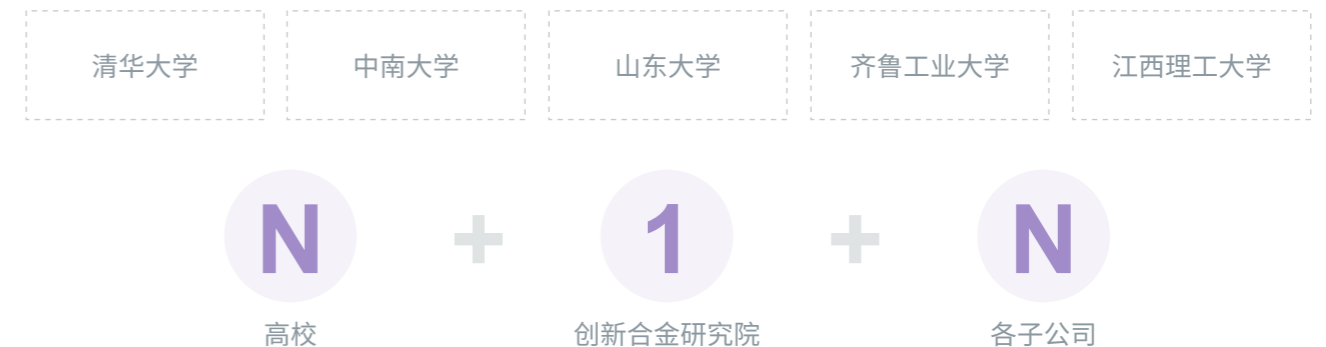 清华大学
中南大学
山东大学
齐鲁工业大学
江西理工大学
N + 1 + N
高校
创新合金研究院
各子公司